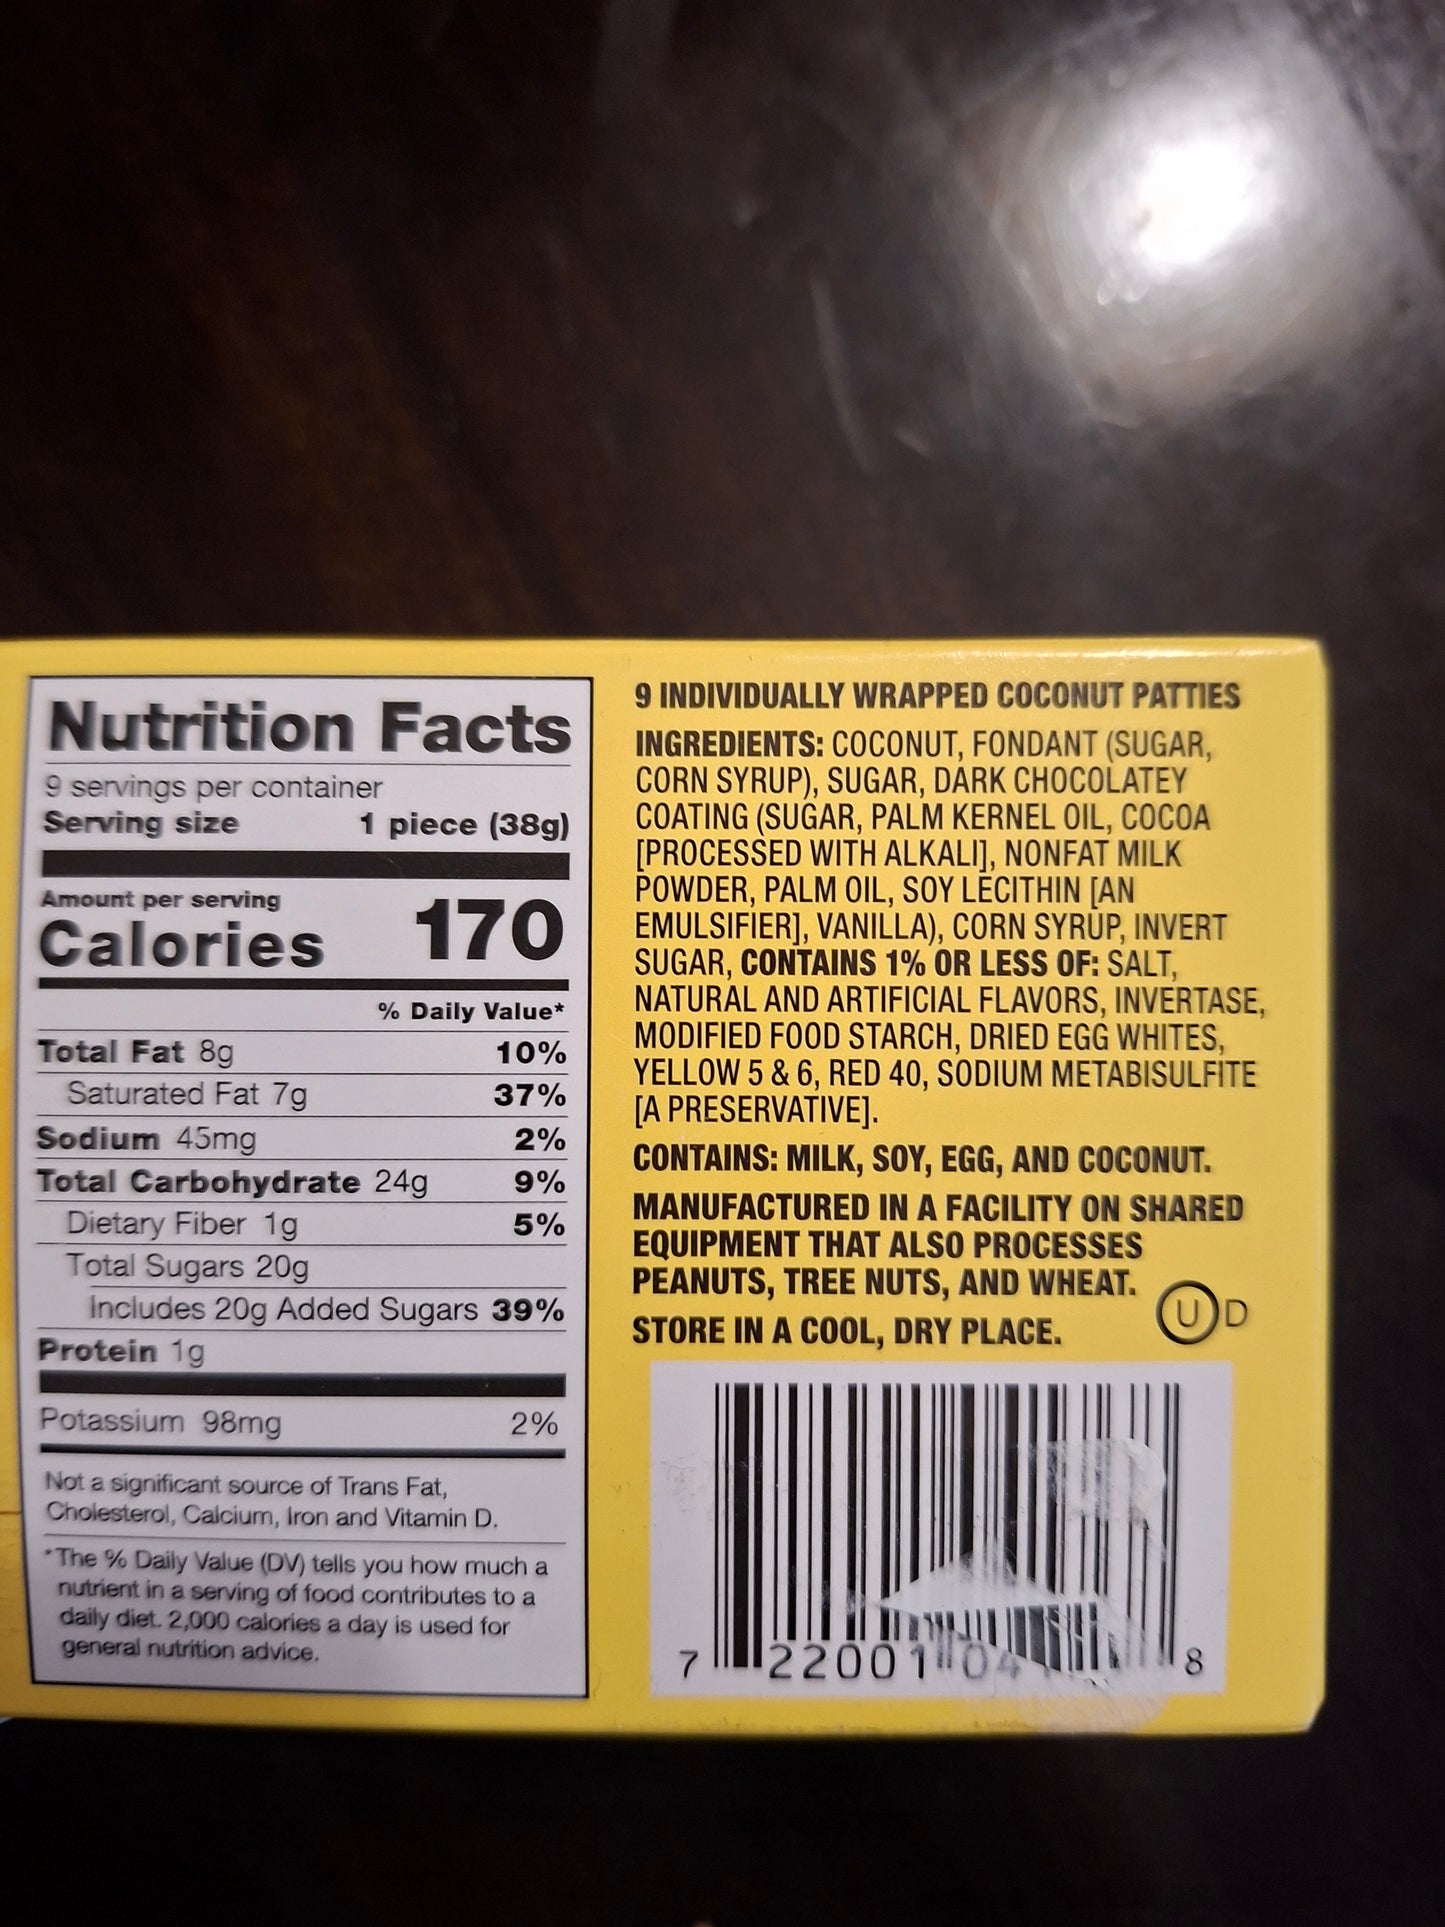 Nutrition Facts
9 servings per container
Serving size 1 piece (38g)
Amount per serving
Calories 170
% Daily Value*
Total Fat 8g 10%
Saturated Fat 7g 37%
Sodium 45mg 2%
Total Carbohydrate 24g 9%
Dietary Fiber 1g 5%
Total Sugars 20g
Includes 20g Added Sugars 39%
Protein 1g
Potassium 98mg 2%
Not a significant source of Trans Fat,
Cholesterol, Calcium, Iron and Vitamin D.
*The % Daily Value (DV) tells you how much a
nutrient in a serving of food contributes to a
daily diet. 2,000 calories a day is used for
general nutrition advice.
9 INDIVIDUALLY WRAPPED COCONUT PATTIES
INGREDIENTS: COCONUT, FONDANT (SUGAR,
CORN SYRUP), SUGAR, DARK CHOCOLATEY
COATING (SUGAR, PALM KERNEL OIL, COCOA
[PROCESSED WITH ALKALI], NONFAT MILK
POWDER, PALM OIL, SOY LECITHIN [AN
EMULSIFIER], VANILLA), CORN SYRUP, INVERT
SUGAR, CONTAINS 1% OR LESS OF: SALT,
NATURAL AND ARTIFICIAL FLAVORS, INVERTASE,
MODIFIED FOOD STARCH, DRIED EGG WHITES,
YELLOW 5 & 6, RED 40, SODIUM METABISULFITE
[A PRESERVATIVE].
CONTAINS: MILK, SOY, EGG, AND COCONUT.
MANUFACTURED IN A FACILITY ON SHARED
EQUIPMENT THAT ALSO PROCESSES
PEANUTS, TREE NUTS, AND WHEAT.
U D
STORE IN A COOL, DRY PLACE.
7 22001 04 8